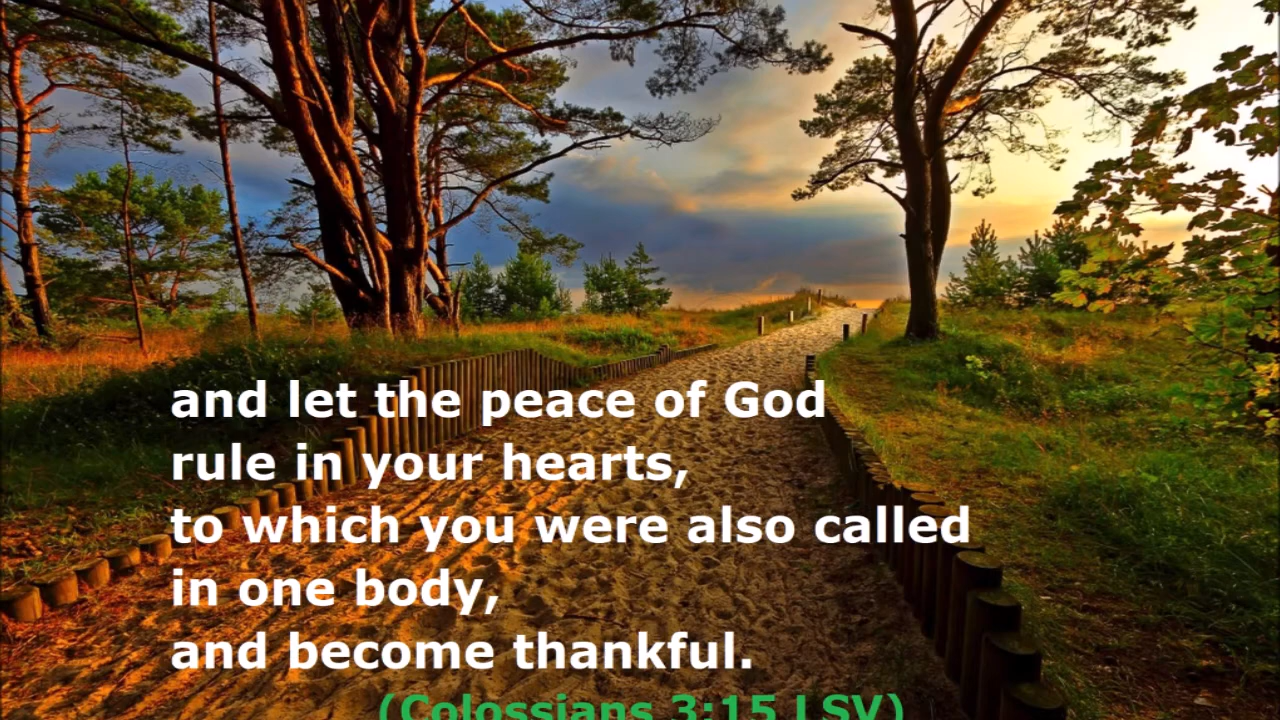 and let the peace of God
rule in your hearts,
to which you were also called
in one body,
and become thankful.
(Colossians 3:15 LSV)